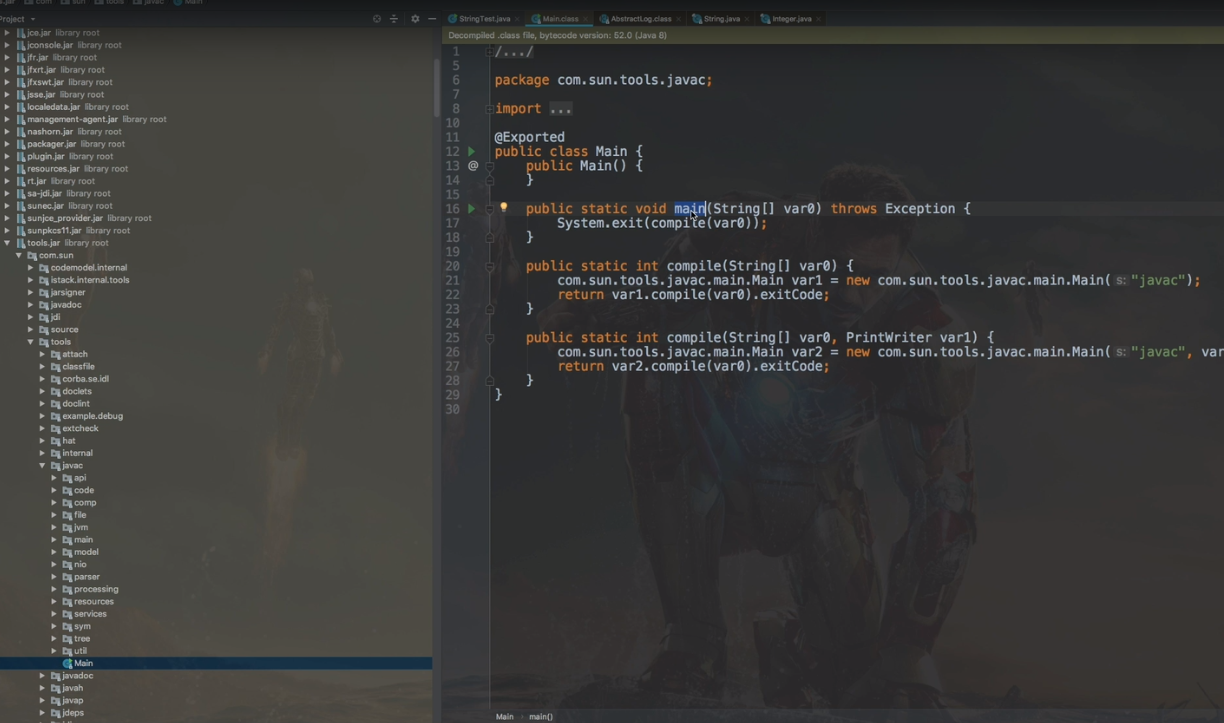 com sun tools javac Main
Project
StringTest.java Main.class AbstractLog.class String.java Integer.java
Decompiled .class file, bytecode version: 52.0 (Java 8)
jce.jar library root
jconsole.jar library root
jfr.jar library root
jfxrt.jar library root
jfxswt.jar library root
jsse.jar library root
localedata.jar library root
management-agent.jar library root
nashorn.jar library root
packager.jar library root
plugin.jar library root
resources.jar library root
rt.jar library root
sa-jdi.jar library root
sunec.jar library root
sunjce_provider.jar library root
sunpkcs11.jar library root
tools.jar library root
com.sun
codemodel.internal
istack.internal.tools
jarsigner
javadoc
jdi
source
tools
attach
classfile
corba.se.idl
doclets
doclint
example.debug
extcheck
hat
internal
javac
api
code
comp
file
jvm
main
model
nio
parser
processing
resources
services
sym
tree
util
Main
javadoc
javah
javap
jdeps
1 /.../
5
6 package com.sun.tools.javac;
7
8 import ...
10
11 @Exported
12 public class Main {
13 @ public Main() {
14 }
15
16 public static void main(String[] var0) throws Exception {
17 System.exit(compile(var0));
18 }
19
20 public static int compile(String[] var0) {
21 com.sun.tools.javac.main.Main var1 = new com.sun.tools.javac.main.Main( s: "javac");
22 return var1.compile(var0).exitCode;
23 }
24
25 public static int compile(String[] var0, PrintWriter var1) {
26 com.sun.tools.javac.main.Main var2 = new com.sun.tools.javac.main.Main( s: "javac", var
27 return var2.compile(var0).exitCode;
28 }
29 }
30
Main main()